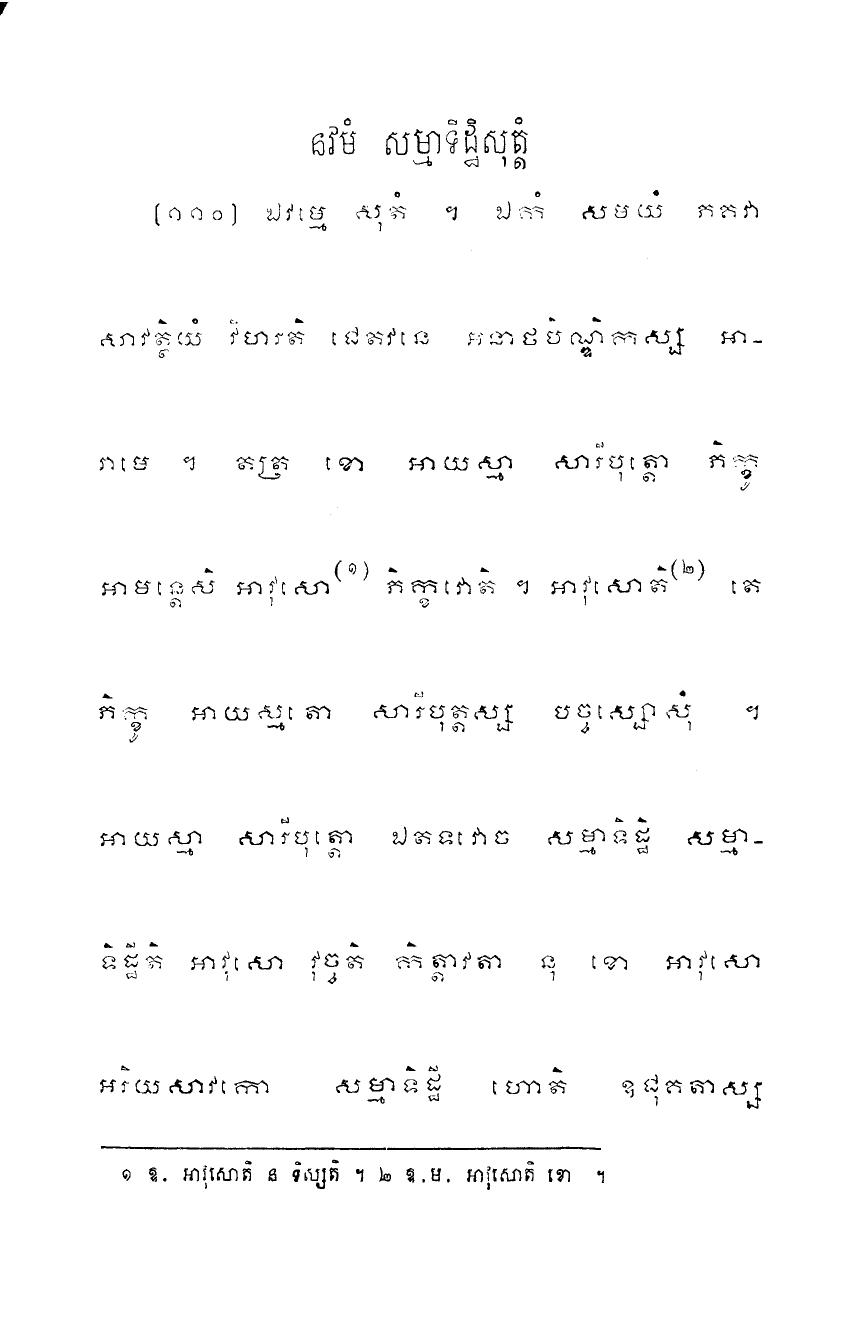 នវមំ សម្មាទិដ្ឋិសុត្តំ
[១១០] ឯវម្មេ សុតំ ។ ឯកំ សមយំ ភគវា
សាវត្ថិយំ វិហរតិ ជេតវនេ អនាថបិណ្ឌិកស្ស អា-
រាមេ ។ តត្រ ខោ អាយស្មា សារីបុត្តោ ភិក្ខូ
អាមន្តេសិ អាវុសោ(១) ភិក្ខវោតិ ។ អាវុសោតិ(២) តេ
ភិក្ខូ អាយស្មតោ សារីបុត្តស្ស បច្ចស្សោសុំ ។
អាយស្មា សារីបុត្តោ ឯតទវោច សម្មាទិដ្ឋិ សម្មា-
ទិដ្ឋីតិ អាវុសោ វុច្ចតិ កិត្តាវតា នុ ខោ អាវុសោ
អរិយសាវកោ សម្មាទិដ្ឋី ហោតិ ឧជុគតាស្ស
១ ឱ. អាវុសោតិ ន ទិស្សតិ ។ ២ ឱ.ម. អាវុសោតិ ខោ ។